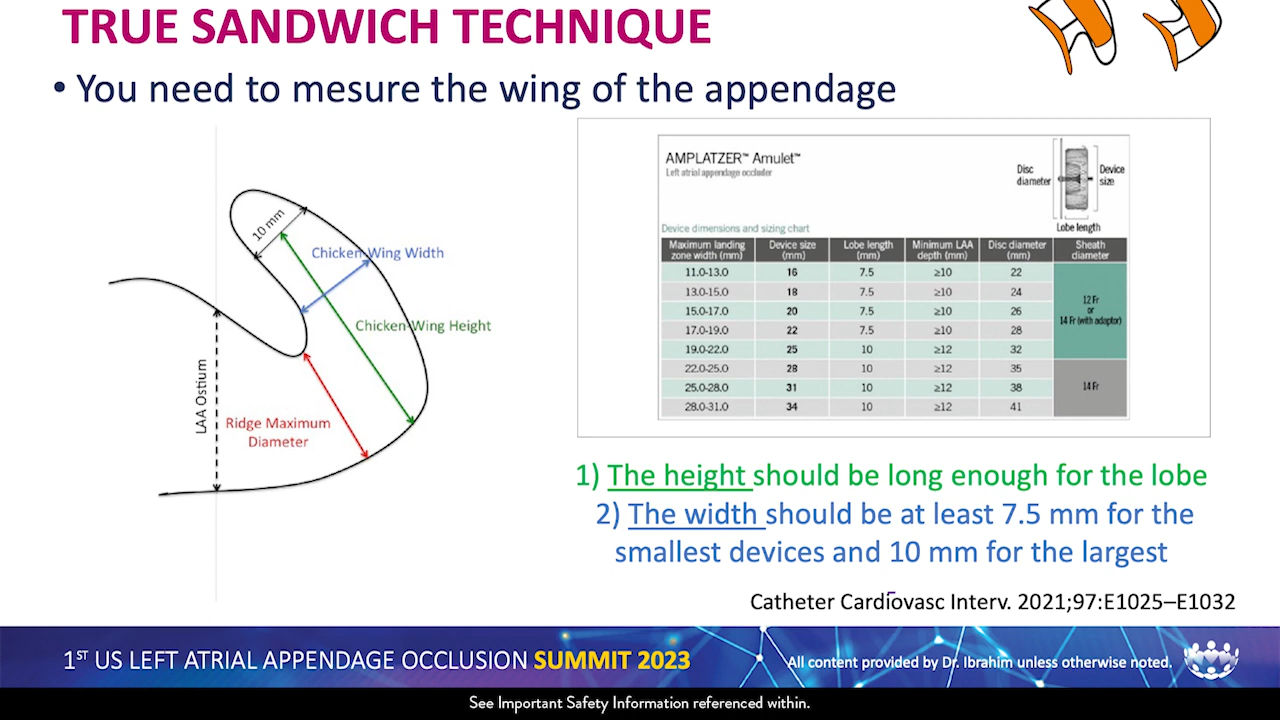 TRUE SANDWICH TECHNIQUE
• You need to mesure the wing of the appendage
10 mm
Chicken-Wing Width
Chicken-Wing Height
LAA Ostium
Ridge Maximum
Diameter
AMPLATZER™ Amulet™
Left atrial appendage occluder
Disc
diameter
Device
size
Lobe length
Device dimensions and sizing chart
Maximum landing zone width (mm) Device size (mm) Lobe length (mm) Minimum LAA depth (mm) Disc diameter (mm) Sheath diameter
11.0-13.0 16 7.5 ≥10 22
13.0-15.0 18 7.5 ≥10 24
15.0-17.0 20 7.5 ≥10 26
17.0-19.0 22 7.5 ≥10 28
19.0-22.0 25 10 ≥12 32
12 Fr
or
14 Fr (with adaptor)
22.0-25.0 28 10 ≥12 35
25.0-28.0 31 10 ≥12 38
28.0-31.0 34 10 ≥12 41
14 Fr
1) The height should be long enough for the lobe
2) The width should be at least 7.5 mm for the
smallest devices and 10 mm for the largest
Catheter Cardiovasc Interv. 2021;97:E1025–E1032
1ST US LEFT ATRIAL APPENDAGE OCCLUSION SUMMIT 2023
All content provided by Dr. Ibrahim unless otherwise noted.
See Important Safety Information referenced within.